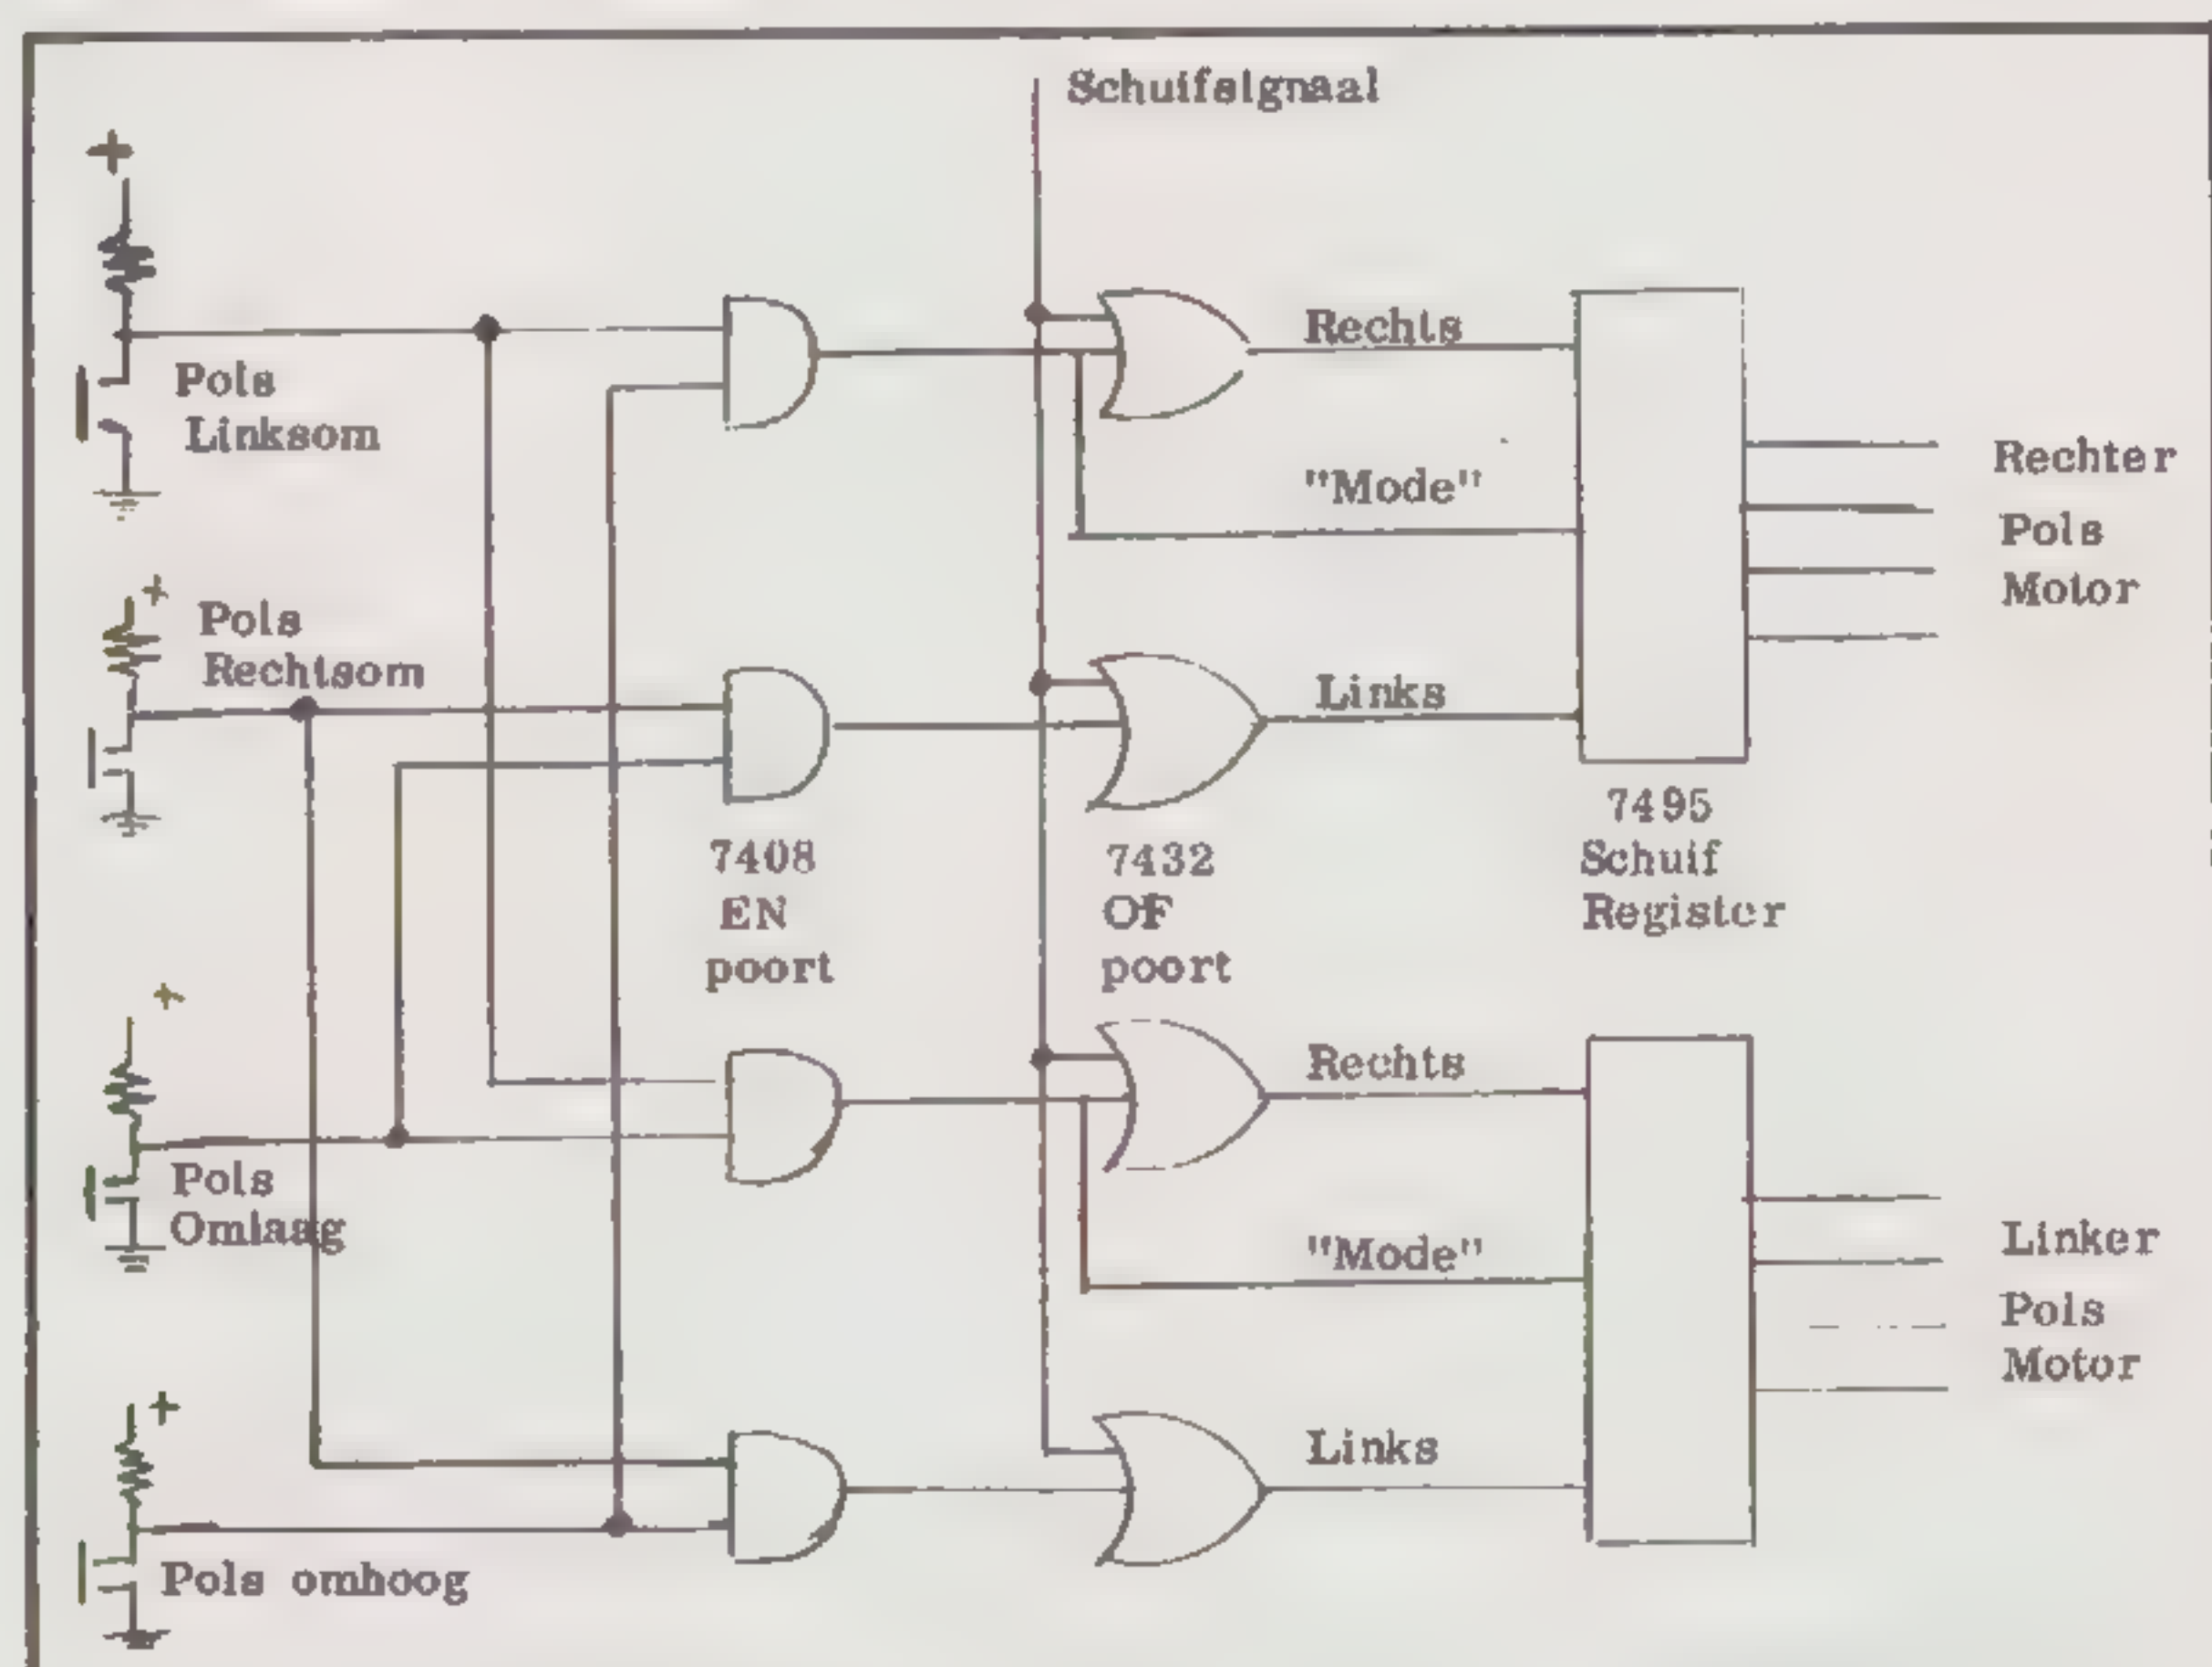 Schuifsignaal
+
Pols
Linksom
Rechts
"Mode"
Rechter
Pols
Motor
+
Pols
Rechtsom
Links
7408
EN
poort
7432
OF
poort
7495
Schuif
Register
+
Pols
Omlaag
Rechts
"Mode"
Linker
Pols
Motor
+
Pols omhoog
Links